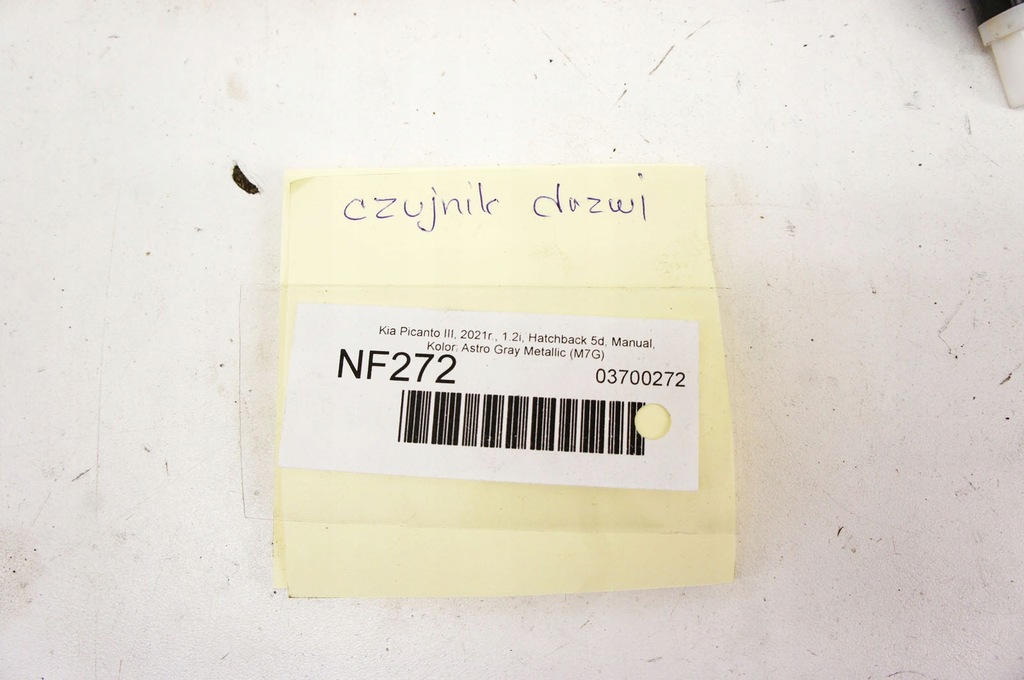 czujnik drzwi
Kia Picanto III, 2021r., 1.2i, Hatchback 5d, Manual,
Kolor: Astro Gray Metallic (M7G)
NF272
03700272